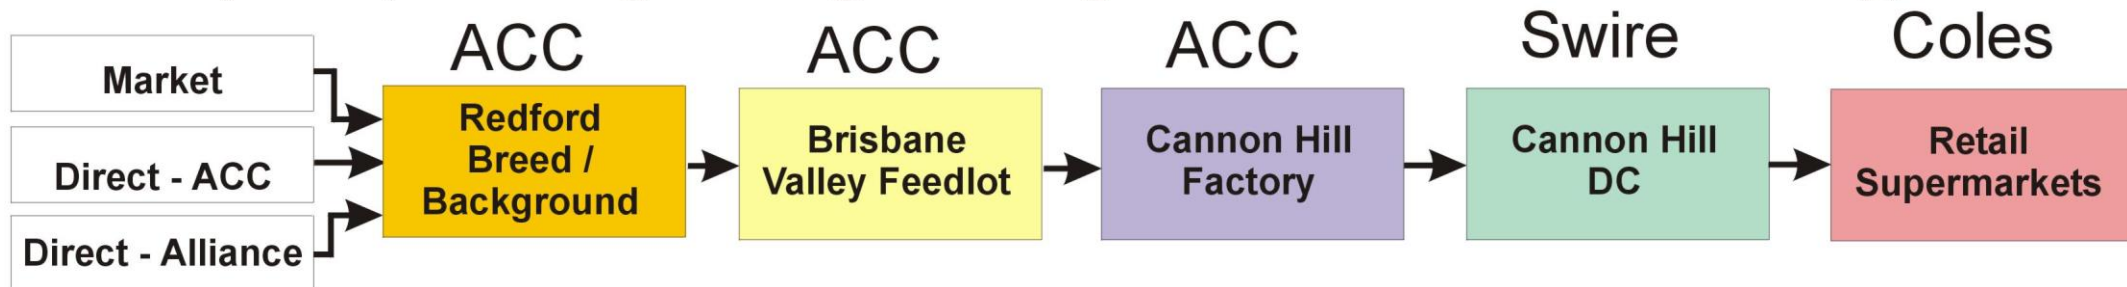 Market
Direct - ACC
Direct - Alliance
ACC
Redford
Breed /
Background
ACC
Brisbane
Valley Feedlot
ACC
Cannon Hill
Factory
Swire
Cannon Hill
DC
Coles
Retail
Supermarkets